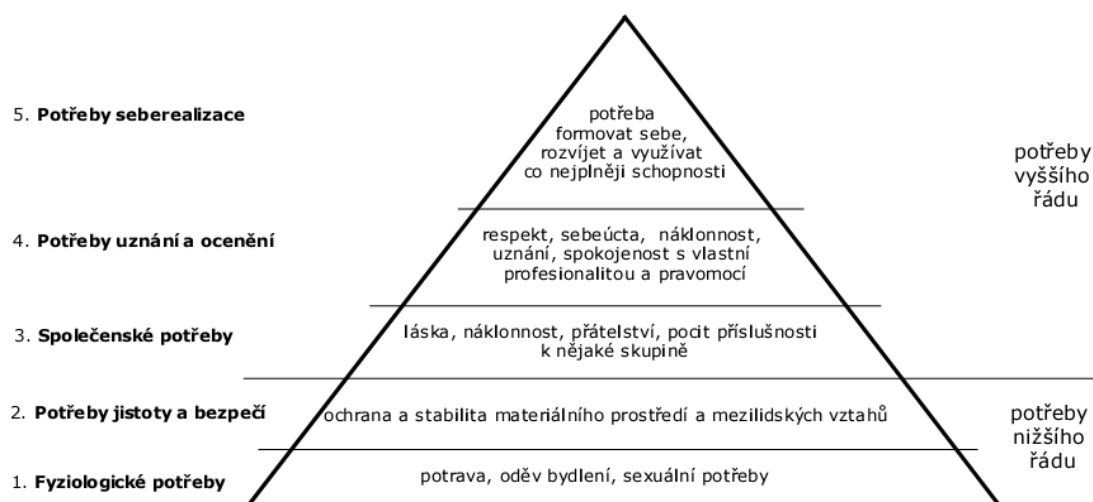 5. Potřeby seberealizace
potřeba
formovat sebe,
rozvíjet a využívat
co nejplněji schopnosti
potřeby
vyššího
řádu
4. Potřeby uznání a ocenění
respekt, sebeúcta, náklonnost,
uznání, spokojenost s vlastní
profesionalitou a pravomocí
3. Společenské potřeby
láska, náklonnost, přátelství, pocit příslušnosti
k nějaké skupině
2. Potřeby jistoty a bezpečí
ochrana a stabilita materiálního prostředí a mezilidských vztahů
potřeby
nižšího
řádu
1. Fyziologické potřeby
potrava, oděv bydlení, sexuální potřeby